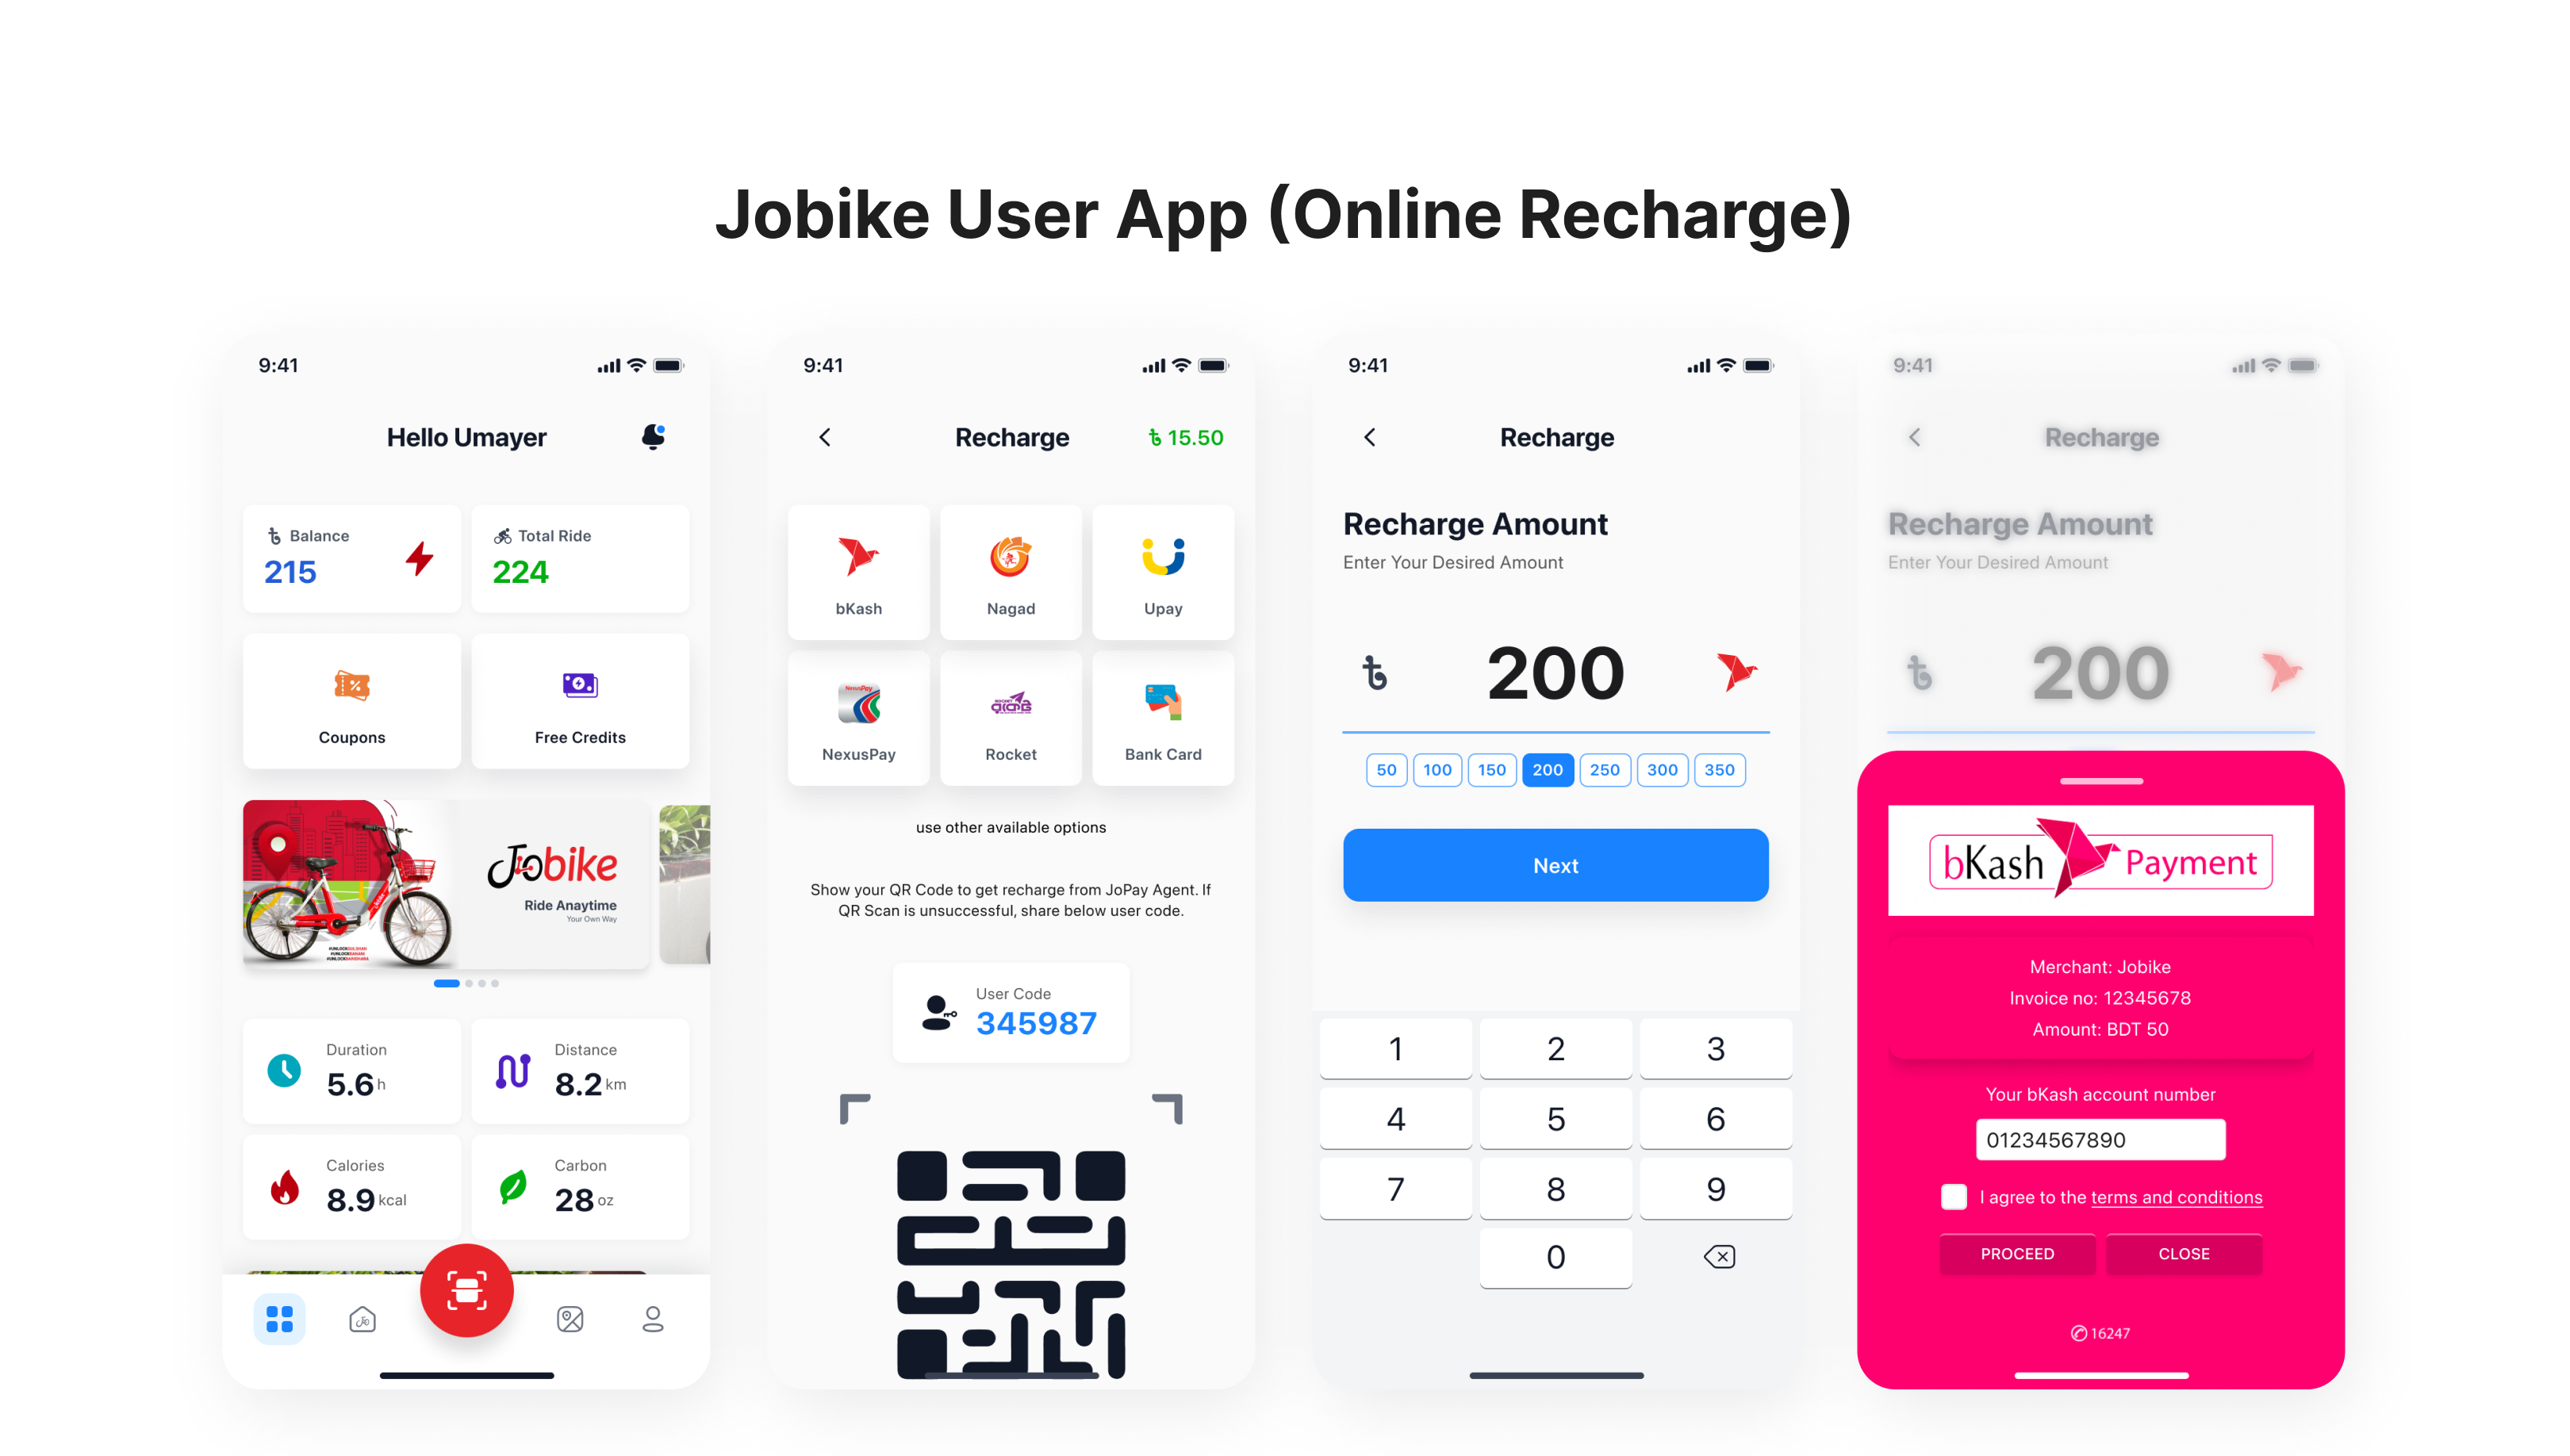 Jobike User App (Online Recharge)
9:41
Hello Umayer
৳ Balance
215
Total Ride
224
Coupons
Free Credits
Jobike
Ride Anaytime
Your Own Way
Duration
5.6 h
Distance
8.2 km
Calories
8.9 kcal
Carbon
28 oz
9:41
Recharge
৳ 15.50
bKash
Nagad
Upay
NexusPay
NexusPay
Rocket
Bank Card
use other available options
Show your QR Code to get recharge from JoPay Agent. If
QR Scan is unsuccessful, share below user code.
User Code
345987
9:41
Recharge
Recharge Amount
Enter Your Desired Amount
৳ 200
50 100 150 200 250 300 350
Next
1 2 3
4 5 6
7 8 9
0
9:41
Recharge
Recharge Amount
Enter Your Desired Amount
৳ 200
bKash Payment
Merchant: Jobike
Invoice no: 12345678
Amount: BDT 50
Your bKash account number
01234567890
I agree to the terms and conditions
PROCEED CLOSE
16247